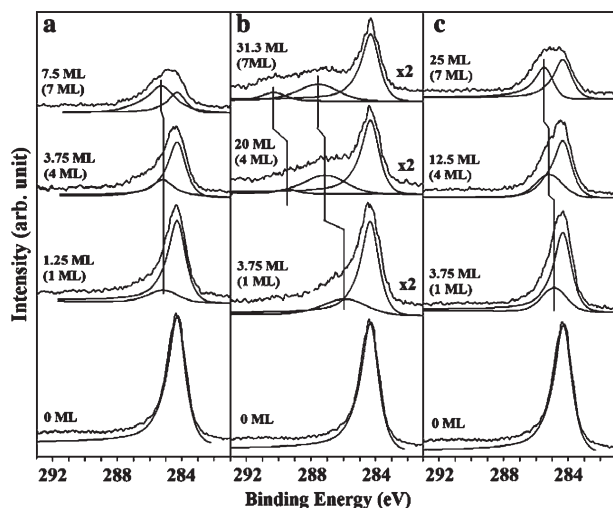 a
7.5 ML
(7 ML)
3.75 ML
(4 ML)
1.25 ML
(1 ML)
0 ML
b
31.3 ML
(7ML)
x2
20 ML
(4 ML)
x2
3.75 ML
(1 ML)
x2
0 ML
c
25 ML
(7 ML)
12.5 ML
(4 ML)
3.75 ML
(1 ML)
0 ML
Intensity (arb. unit)
292 288 284 292 288 284 292 288 284
Binding Energy (eV)